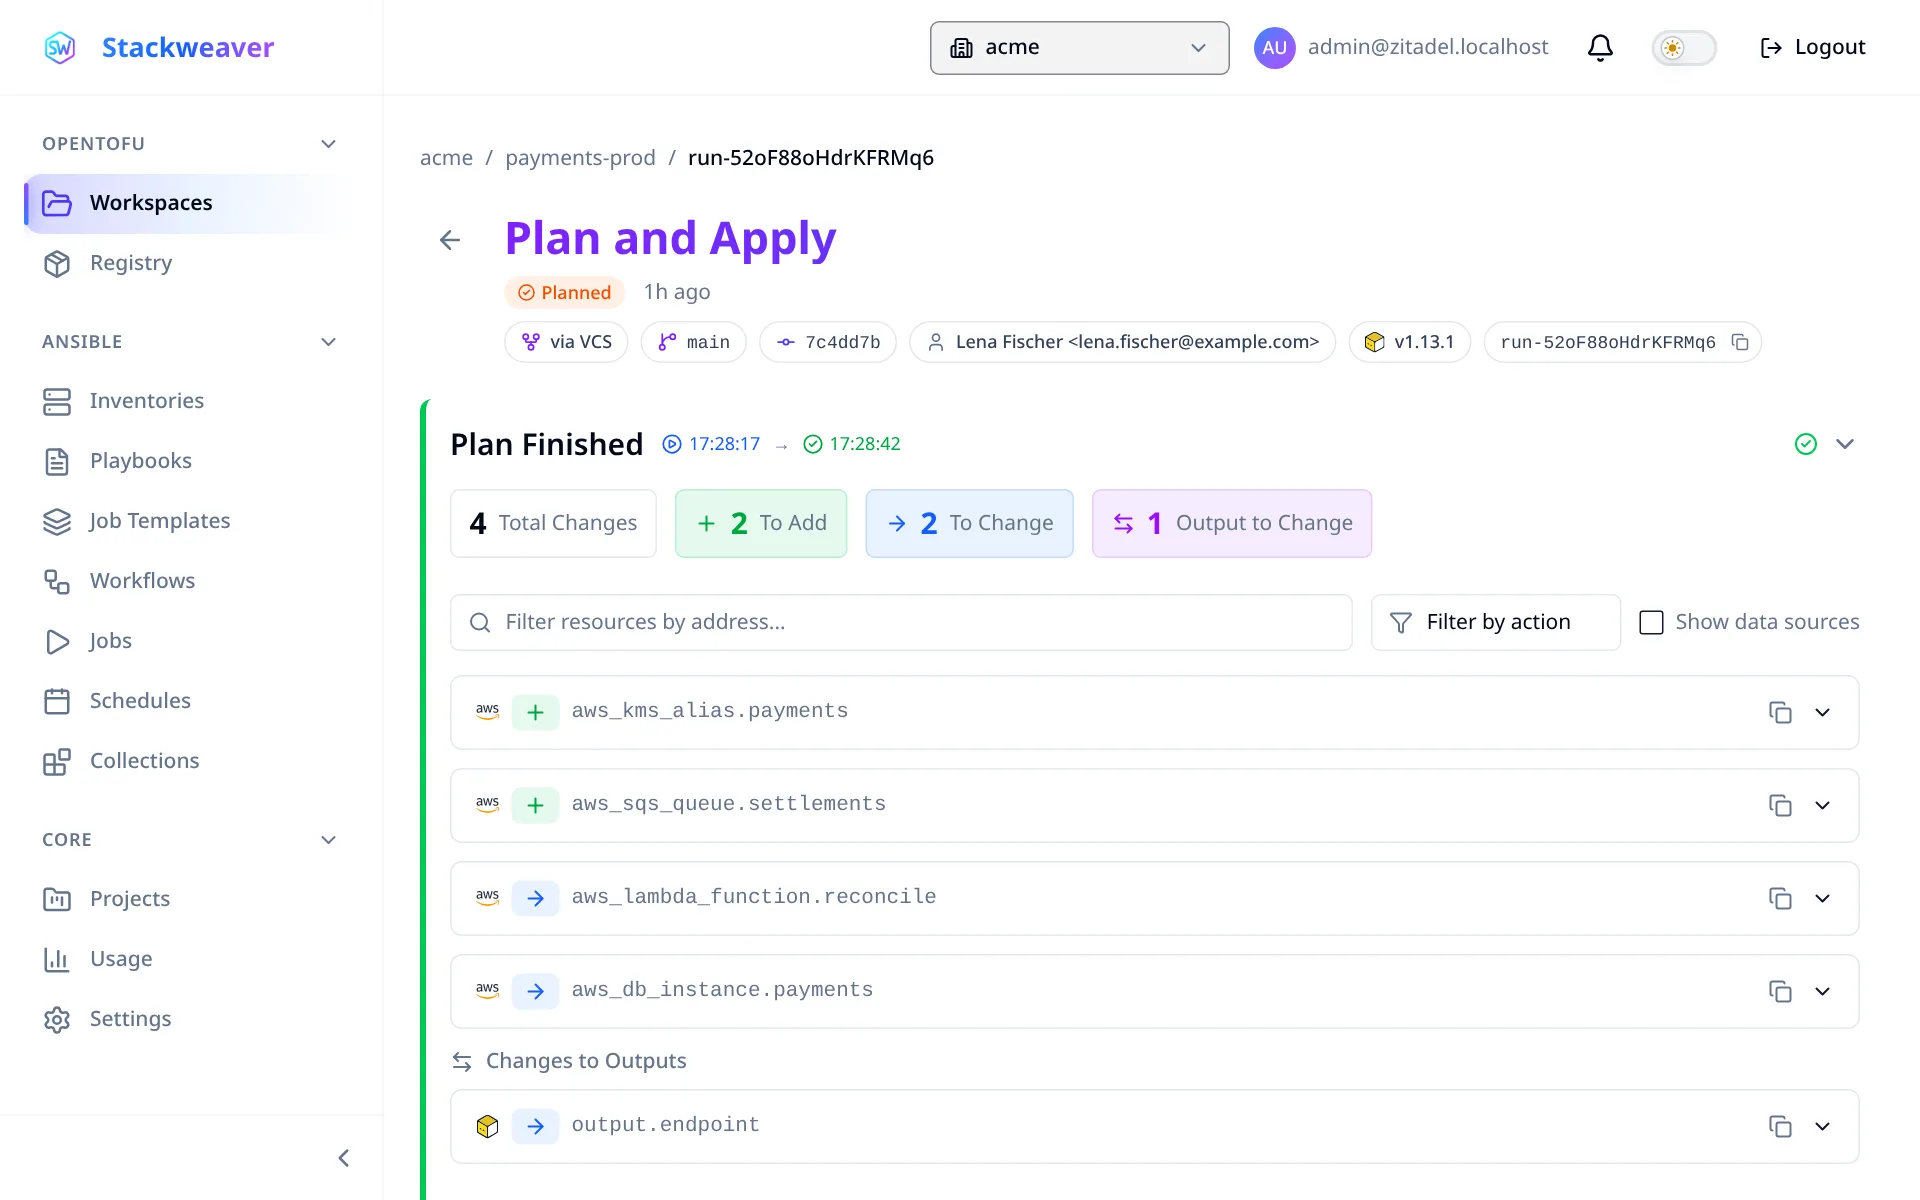 SW Stackweaver
acme
AU admin@zitadel.localhost
Logout
OPENTOFU
Workspaces
Registry
ANSIBLE
Inventories
Playbooks
Job Templates
Workflows
Jobs
Schedules
Collections
CORE
Projects
Usage
Settings
acme / payments-prod / run-52oF88oHdrKFRMq6
Plan and Apply
Planned 1h ago
via VCS main 7c4dd7b Lena Fischer <lena.fischer@example.com> v1.13.1 run-52oF88oHdrKFRMq6
Plan Finished 17:28:17 → 17:28:42
4 Total Changes + 2 To Add → 2 To Change 1 Output to Change
Filter resources by address... Filter by action Show data sources
aws + aws_kms_alias.payments
aws + aws_sqs_queue.settlements
aws → aws_lambda_function.reconcile
aws → aws_db_instance.payments
Changes to Outputs
→ output.endpoint